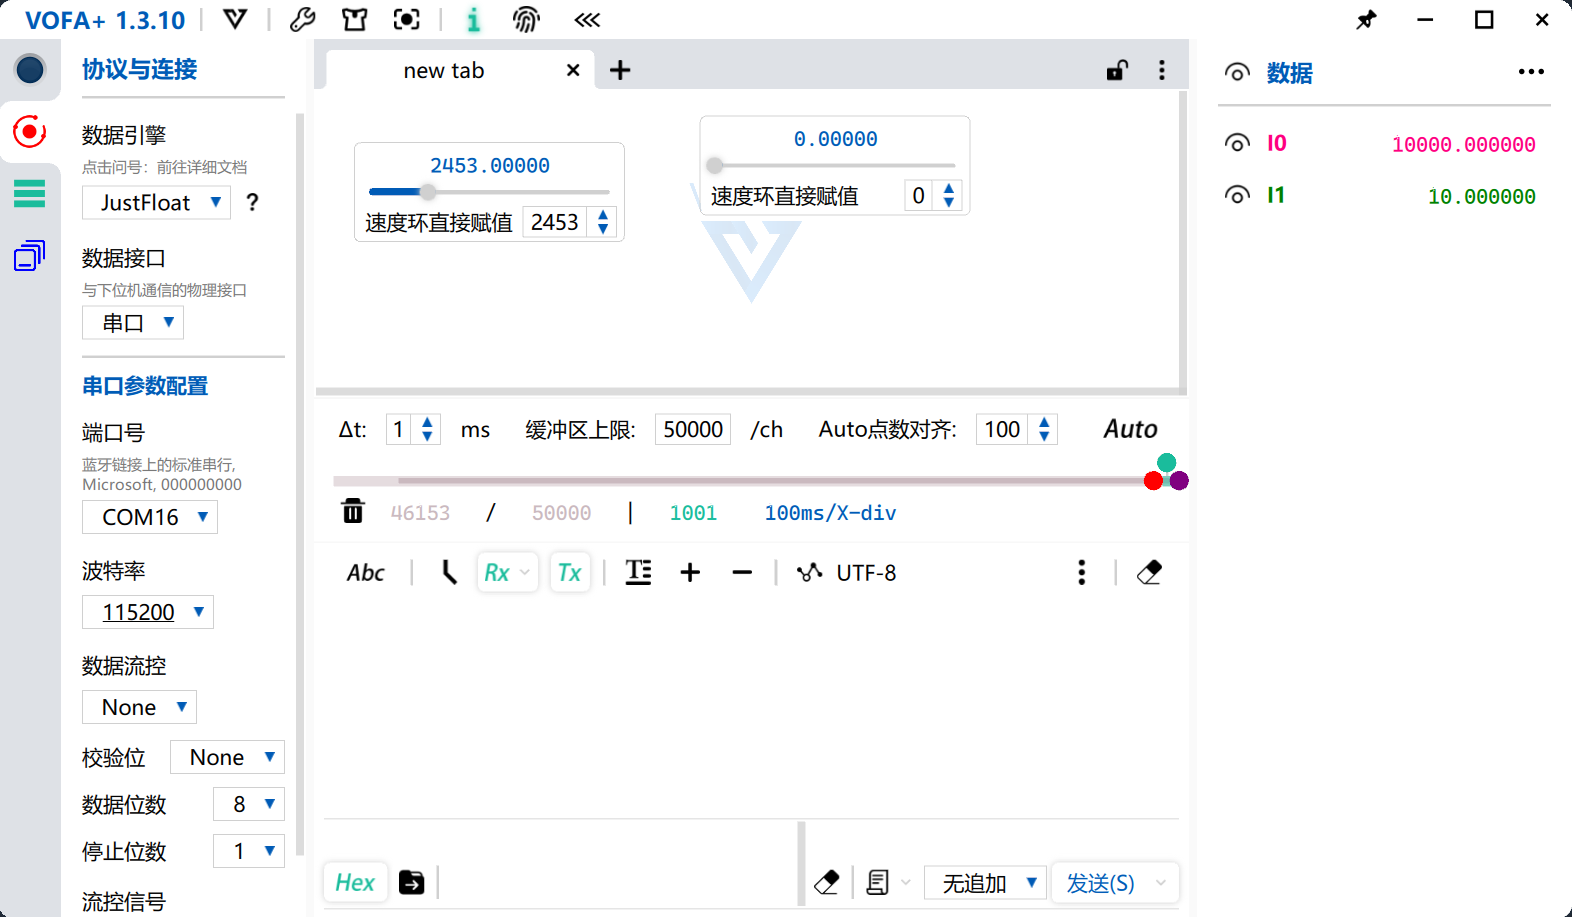 VOFA+ 1.3.10
协议与连接
数据引擎
点击问号：前往详细文档
JustFloat ?
数据接口
与下位机通信的物理接口
串口
串口参数配置
端口号
蓝牙链接上的标准串行,
Microsoft, 000000000
COM16
波特率
115200
数据流控
None
校验位 None
数据位数 8
停止位数 1
流控信号
new tab
2453.00000
速度环直接赋值 2453
0.00000
速度环直接赋值 0
Δt: 1 ms 缓冲区上限: 50000 /ch Auto点数对齐: 100 Auto
46153 / 50000 | 1001 100ms/X-div
Abc Rx Tx UTF-8
Hex 无追加 发送(S)
数据
I0 10000.000000
I1 10.000000